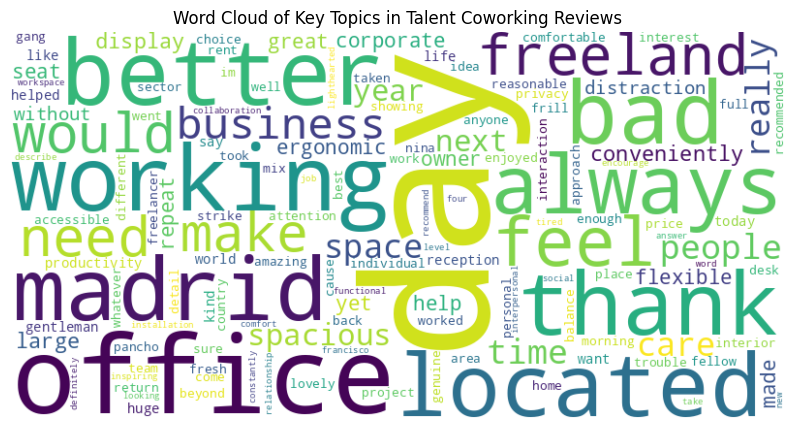 Word Cloud of Key Topics in Talent Coworking Reviews
gang
choice
display
great
corporate
comfortable
interest
like
rent
im
life
idea
freeland
really
recommended
workspace
seat
sector
well
lighthearted
taken
reasonable
helped
better
year
showing
anyone
privacy
frill
full
collaboration
without
went
day
bad
distraction
would
business
say
next
owner
enjoyed
conveniently
describe
took
ergonomic
nina
work
interaction
approach
entourage
working
different
freelancer
repeat
mix
job
best
always
accessible
strike
attention
recommend
four
tired
enough
price
today
need
make
space
level
feel
people
answer
productivity
world
amazing
individual
reception
word
whatever
detail
kind
country
cause
functional
yet
help
personal
interpersonal
social
place
flexible
desk
madrid
gentleman
installation
comfort
back
worked
balance
thank
large
pancho
spacious
francisco
time
morning
care
interior
office
definitely
team
inspiring
sure
fresh
constantly
relationship
lovely
project
genuine
area
want
trouble
fellow
made
huge
return
looking
come
beyond
located
home
take
new